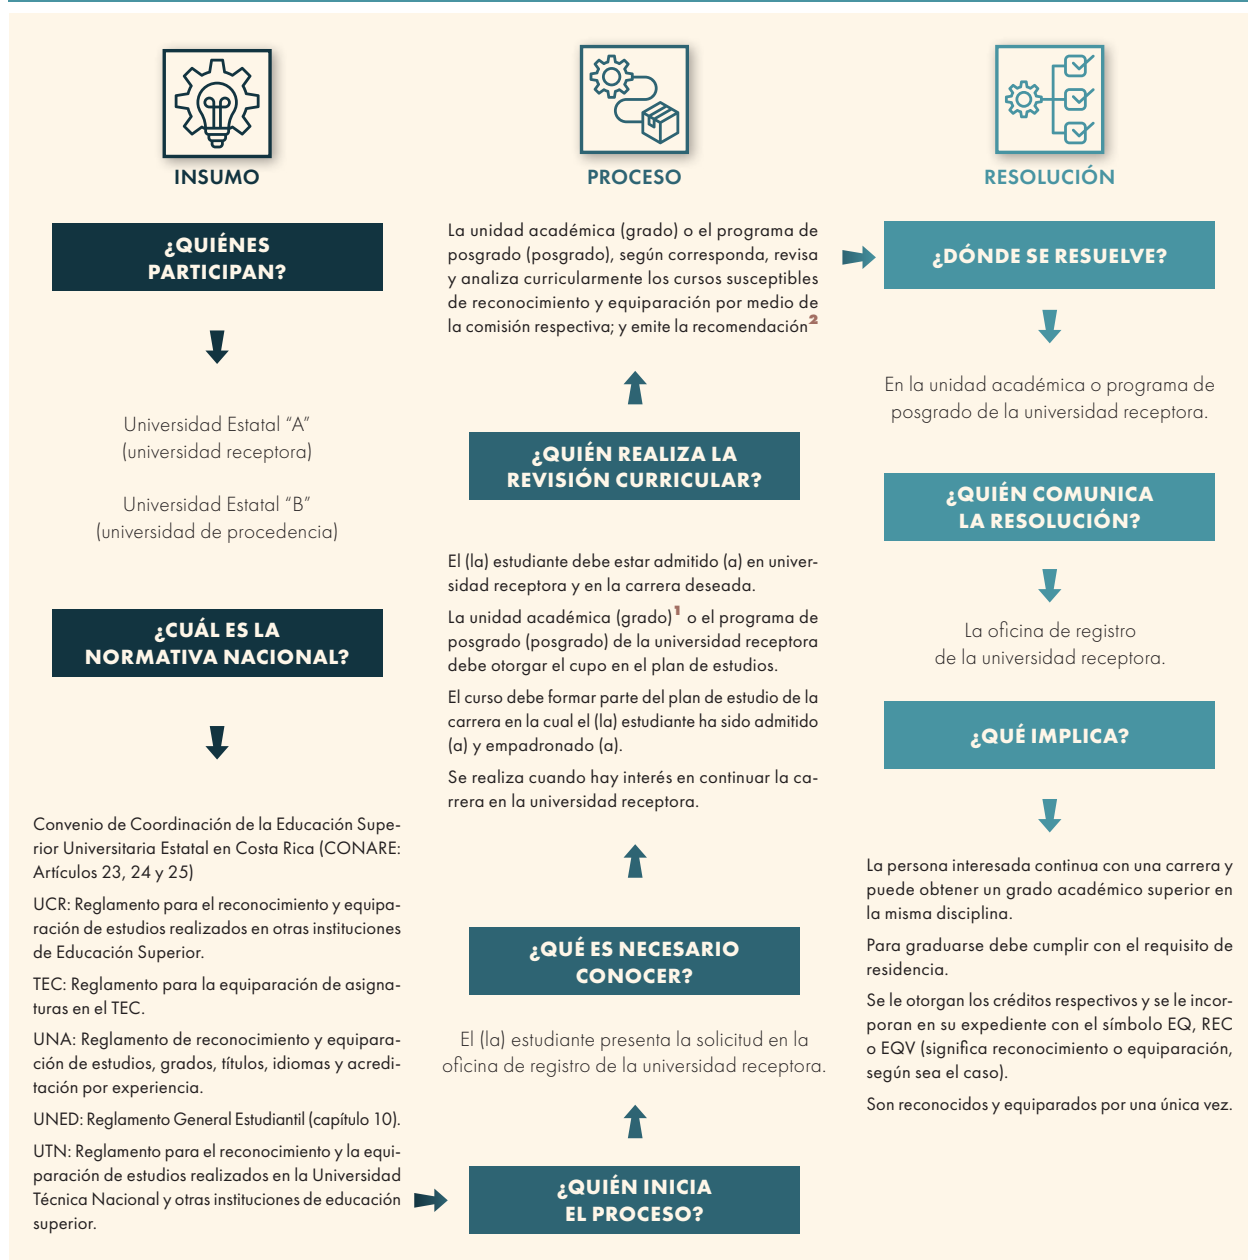 INSUMO
¿QUIÉNES
PARTICIPAN?
Universidad Estatal “A”
(universidad receptora)
Universidad Estatal “B”
(universidad de procedencia)
¿CUÁL ES LA
NORMATIVA NACIONAL?
Convenio de Coordinación de la Educación Supe-
rior Universitaria Estatal en Costa Rica (CONARE:
Artículos 23, 24 y 25)
UCR: Reglamento para el reconocimiento y equipa-
ración de estudios realizados en otras instituciones
de Educación Superior.
TEC: Reglamento para la equiparación de asigna-
turas en el TEC.
UNA: Reglamento de reconocimiento y equipara-
ción de estudios, grados, títulos, idiomas y acredi-
tación por experiencia.
UNED: Reglamento General Estudiantil (capítulo 10).
UTN: Reglamento para el reconocimiento y la equi-
paración de estudios realizados en la Universidad
Técnica Nacional y otras instituciones de educación
superior.
PROCESO
La unidad académica (grado) o el programa de
posgrado (posgrado), según corresponda, revisa
y analiza curricularmente los cursos susceptibles
de reconocimiento y equiparación por medio de
la comisión respectiva; y emite la recomendación2
¿QUIÉN REALIZA LA
REVISIÓN CURRICULAR?
El (la) estudiante debe estar admitido (a) en univer-
sidad receptora y en la carrera deseada.
La unidad académica (grado)1 o el programa de
posgrado (posgrado) de la universidad receptora
debe otorgar el cupo en el plan de estudios.
El curso debe formar parte del plan de estudio de la
carrera en la cual el (la) estudiante ha sido admitido
(a) y empadronado (a).
Se realiza cuando hay interés en continuar la ca-
rrera en la universidad receptora.
¿QUÉ ES NECESARIO
CONOCER?
El (la) estudiante presenta la solicitud en la
oficina de registro de la universidad receptora.
¿QUIÉN INICIA
EL PROCESO?
RESOLUCIÓN
¿DÓNDE SE RESUELVE?
En la unidad académica o programa de
posgrado de la universidad receptora.
¿QUIÉN COMUNICA
LA RESOLUCIÓN?
La oficina de registro
de la universidad receptora.
¿QUÉ IMPLICA?
La persona interesada continua con una carrera y
puede obtener un grado académico superior en
la misma disciplina.
Para graduarse debe cumplir con el requisito de
residencia.
Se le otorgan los créditos respectivos y se le incor-
poran en su expediente con el símbolo EQ, REC
o EQV (significa reconocimiento o equiparación,
según sea el caso).
Son reconocidos y equiparados por una única vez.